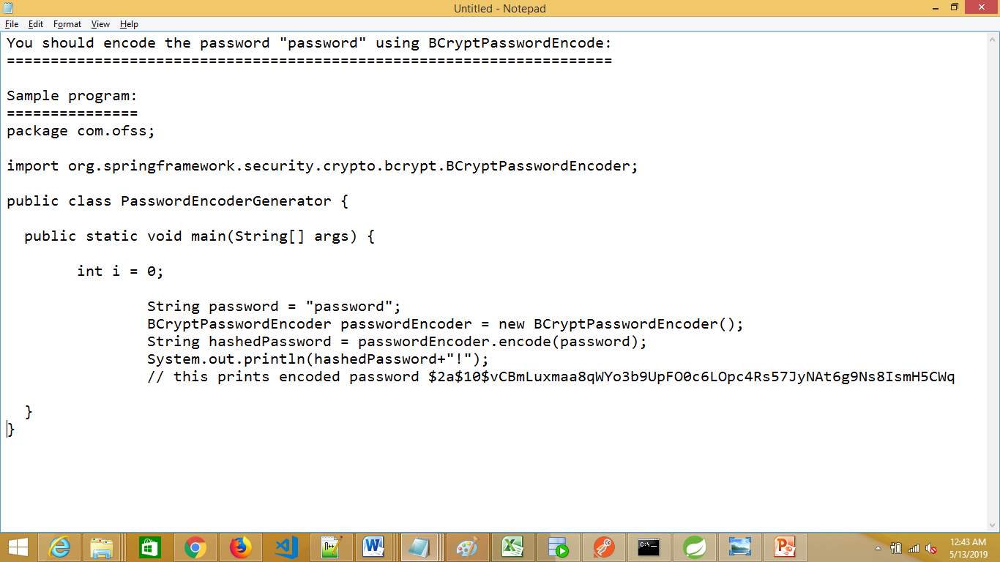 Untitled - Notepad
File Edit Format View Help
You should encode the password "password" using BCryptPasswordEncode:
=====================================================================

Sample program:
===============
package com.ofss;

import org.springframework.security.crypto.bcrypt.BCryptPasswordEncoder;

public class PasswordEncoderGenerator {

  public static void main(String[] args) {

        int i = 0;

                String password = "password";
                BCryptPasswordEncoder passwordEncoder = new BCryptPasswordEncoder();
                String hashedPassword = passwordEncoder.encode(password);
                System.out.println(hashedPassword+"!");
                // this prints encoded password $2a$10$vCBmLuxmaa8qWYo3b9UpFO0c6LOpc4Rs57JyNAt6g9Ns8IsmH5CWq

  }
}
N++
C:\_
12:43 AM
5/13/2019